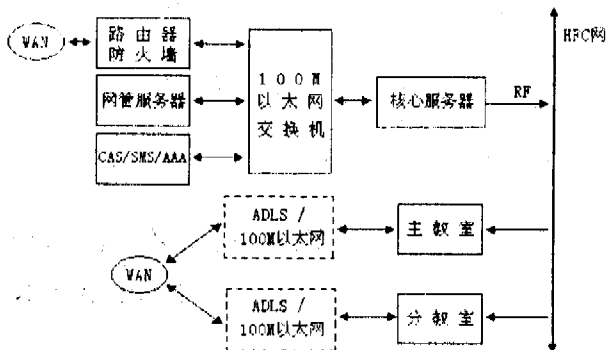 WAN
路由器
防火墙
网管服务器
CAS/SMS/AAA
100M
以太网
交换机
核心服务器
RF
HFC网
ADLS /
100M以太网
主教室
WAN
ADLS /
100M以太网
分教室